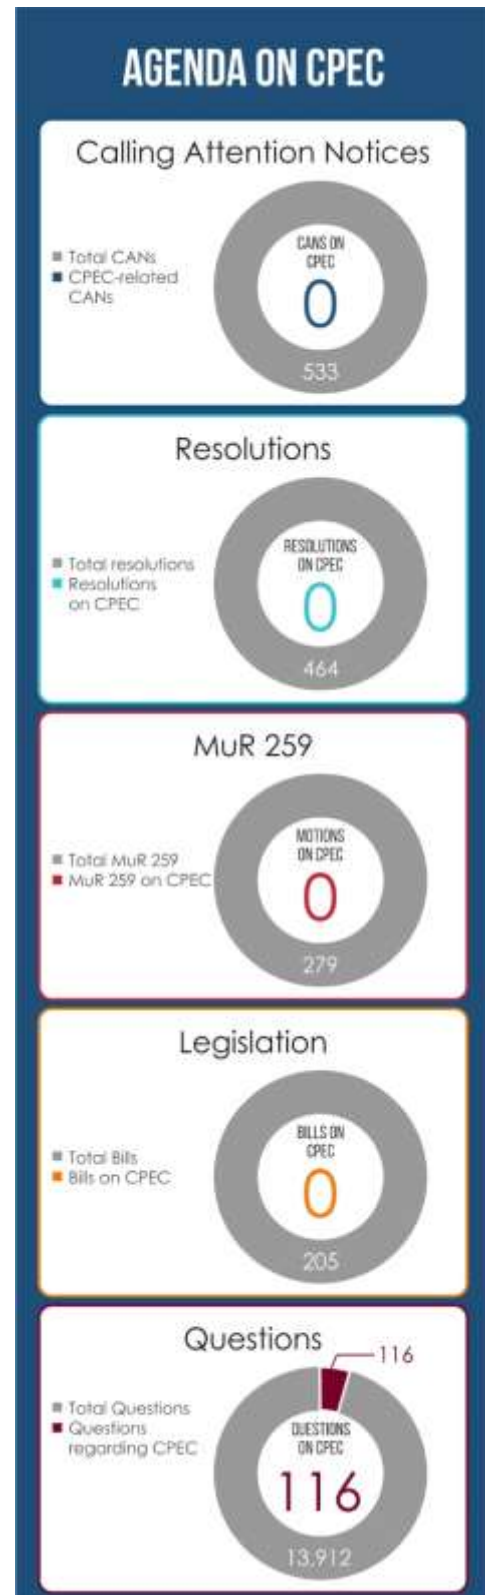 AGENDA ON CPEC
Calling Attention Notices
Total CANs
CPEC-related
CANs
CANS ON
CPEC
0
533
Resolutions
Total resolutions
Resolutions
on CPEC
RESOLUTIONS
ON CPEC
0
464
MuR 259
Total MuR 259
MuR 259 on CPEC
MOTIONS
ON CPEC
0
279
Legislation
Total Bills
Bills on CPEC
BILLS ON
CPEC
0
205
Questions
116
Total Questions
Questions
regarding CPEC
QUESTIONS
ON CPEC
116
13,912